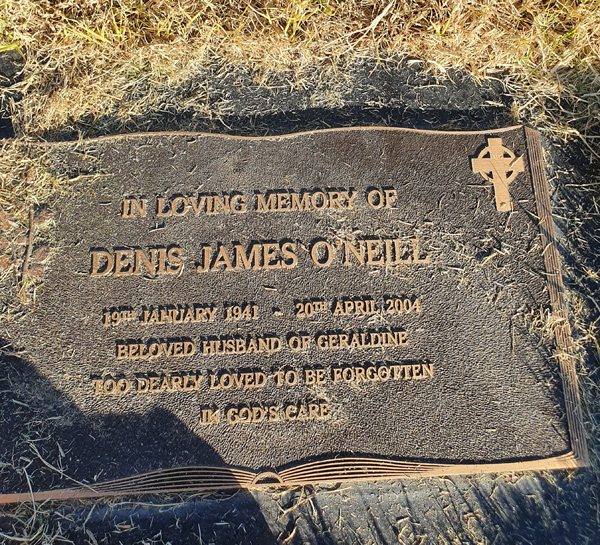 IN LOVING MEMORY OF
DENIS JAMES O'NEILL
19TH JANUARY 1941 - 20TH APRIL 2004
BELOVED HUSBAND OF GERALDINE
TOO DEARLY LOVED TO BE FORGOTTEN
IN GOD'S CARE